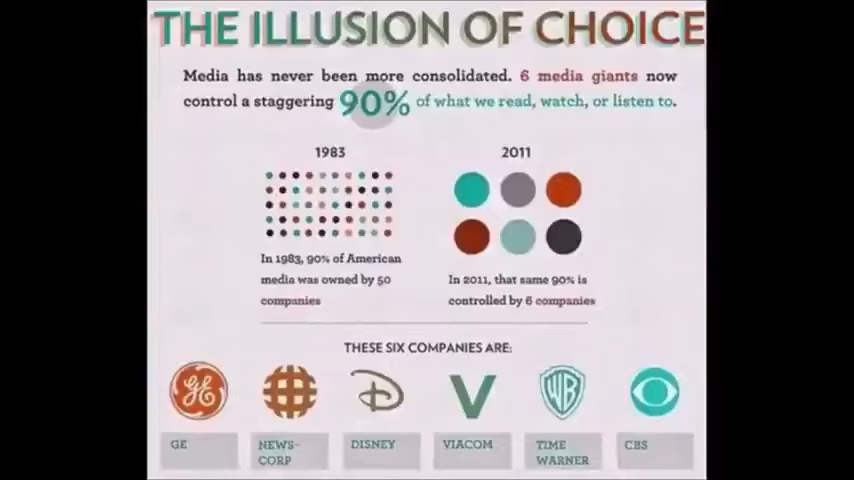 THE ILLUSION OF CHOICE
Media has never been more consolidated. 6 media giants now
control a staggering 90% of what we read, watch, or listen to.
1983
2011
In 1983, 90% of American
media was owned by 50
companies
In 2011, that same 90% is
controlled by 6 companies
THESE SIX COMPANIES ARE:
GE
D
V
WB
GE
NEWS-
CORP
DISNEY
VIACOM
TIME
WARNER
CBS